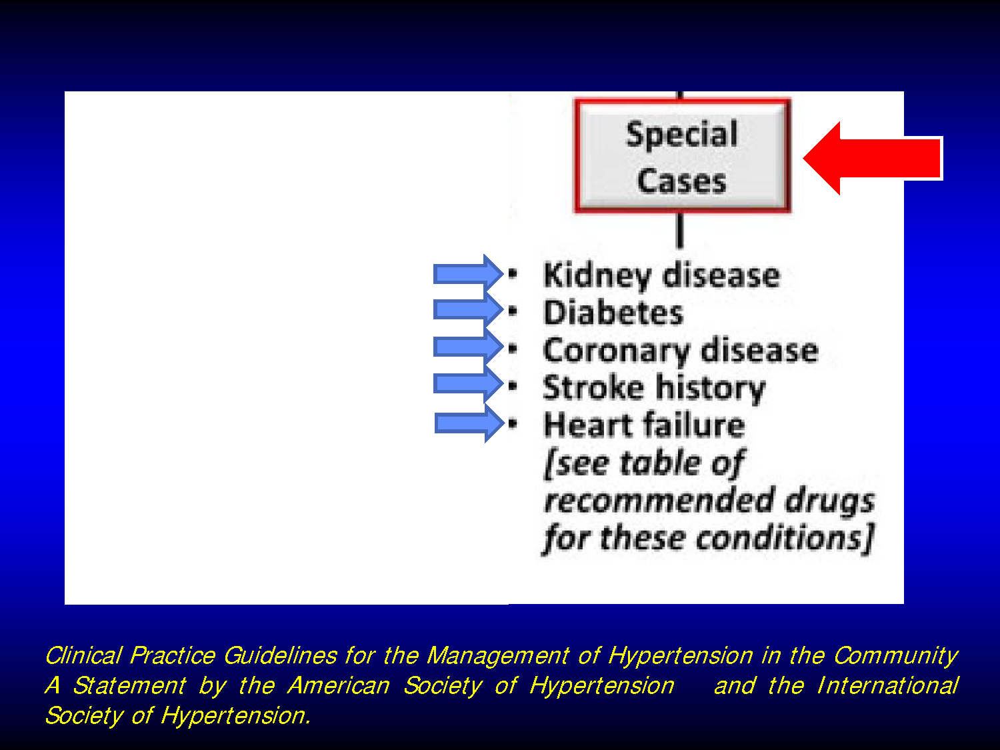 Special
Cases
• Kidney disease
• Diabetes
• Coronary disease
• Stroke history
• Heart failure
[see table of
recommended drugs
for these conditions]
Clinical Practice Guidelines for the Management of Hypertension in the Community
A Statement by the American Society of Hypertension and the International
Society of Hypertension.